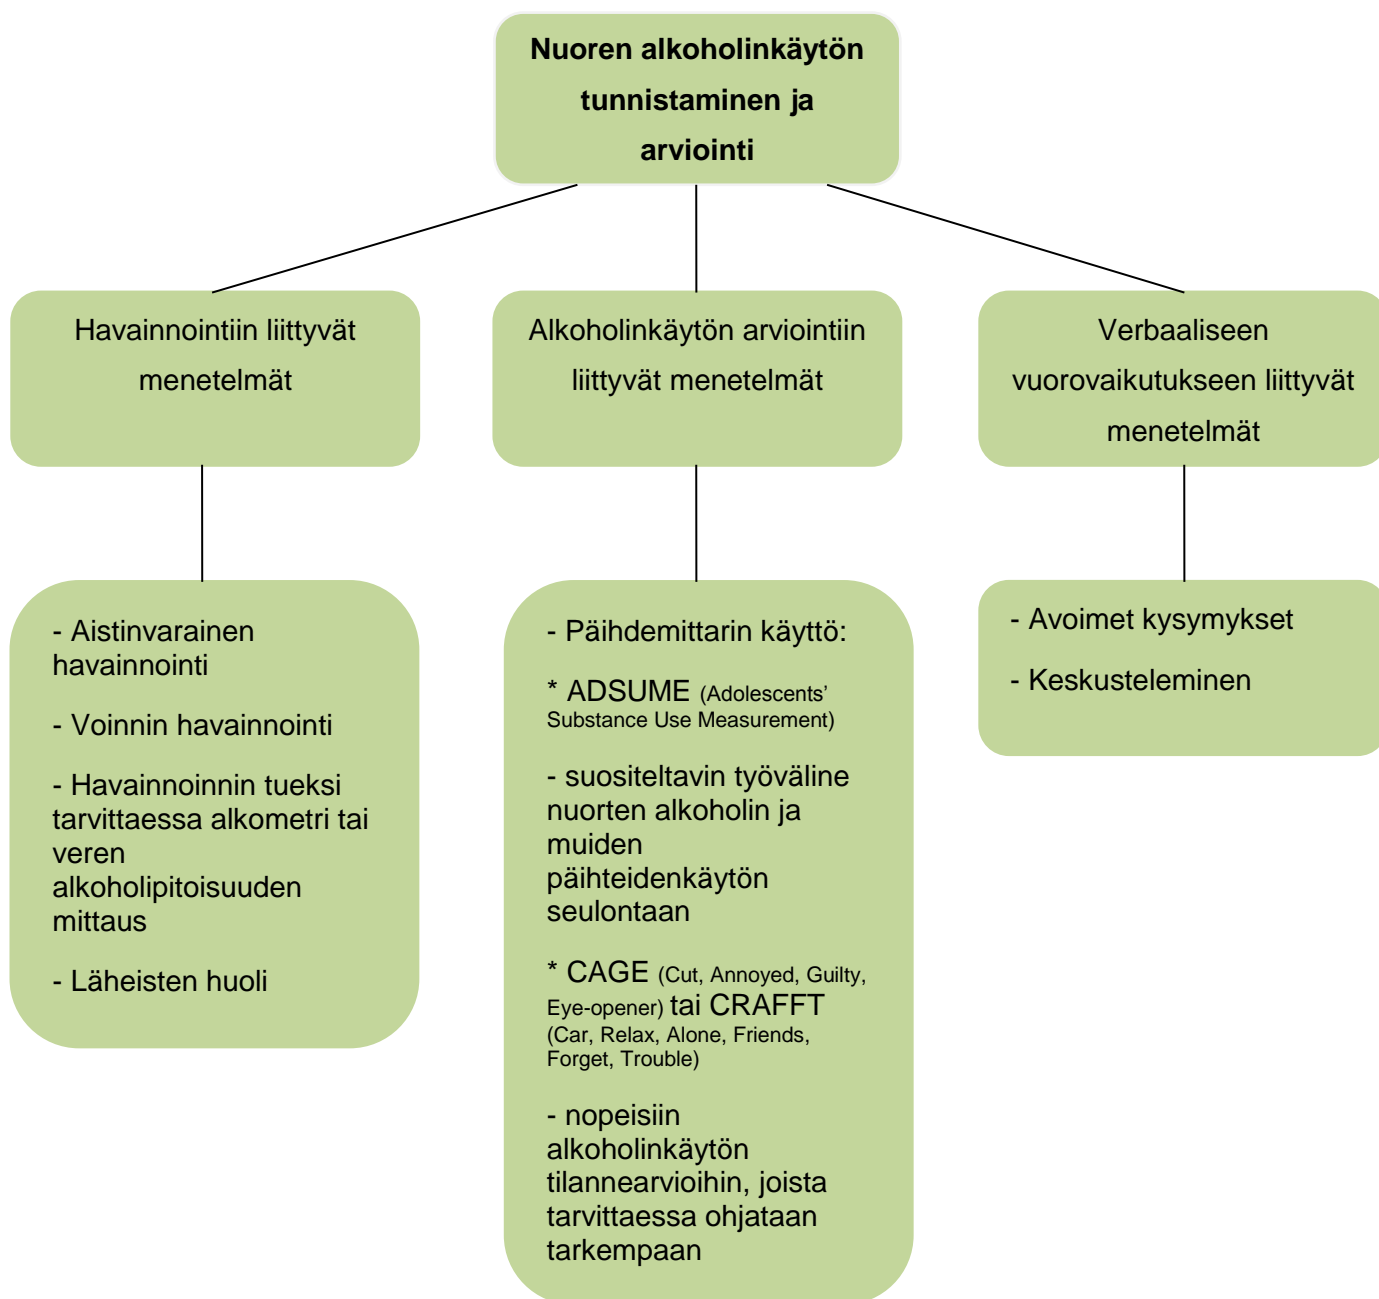 Nuoren alkoholinkäytön
tunnistaminen ja
arviointi
Havainnointiin liittyvät
menetelmät
Alkoholinkäytön arviointiin
liittyvät menetelmät
Verbaaliseen
vuorovaikutukseen liittyvät
menetelmät
- Aistinvarainen
havainnointi
- Voinnin havainnointi
- Havainnoinnin tueksi
tarvittaessa alkometri tai
veren
alkoholipitoisuuden
mittaus
- Läheisten huoli
- Päihdemittarin käyttö:
* ADSUME (Adolescents’
Substance Use Measurement)
- suositeltavin työväline
nuorten alkoholin ja
muiden
päihteidenkäytön
seulontaan
* CAGE (Cut, Annoyed, Guilty,
Eye-opener) tai CRAFFT
(Car, Relax, Alone, Friends,
Forget, Trouble)
- nopeisiin
alkoholinkäytön
tilannearvioihin, joista
tarvittaessa ohjataan
tarkempaan
- Avoimet kysymykset
- Keskusteleminen